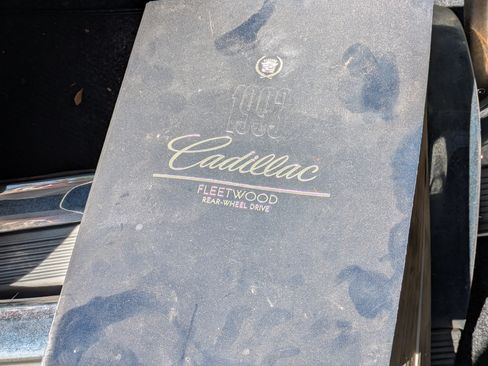 1993
Cadillac
FLEETWOOD
REAR-WHEEL DRIVE